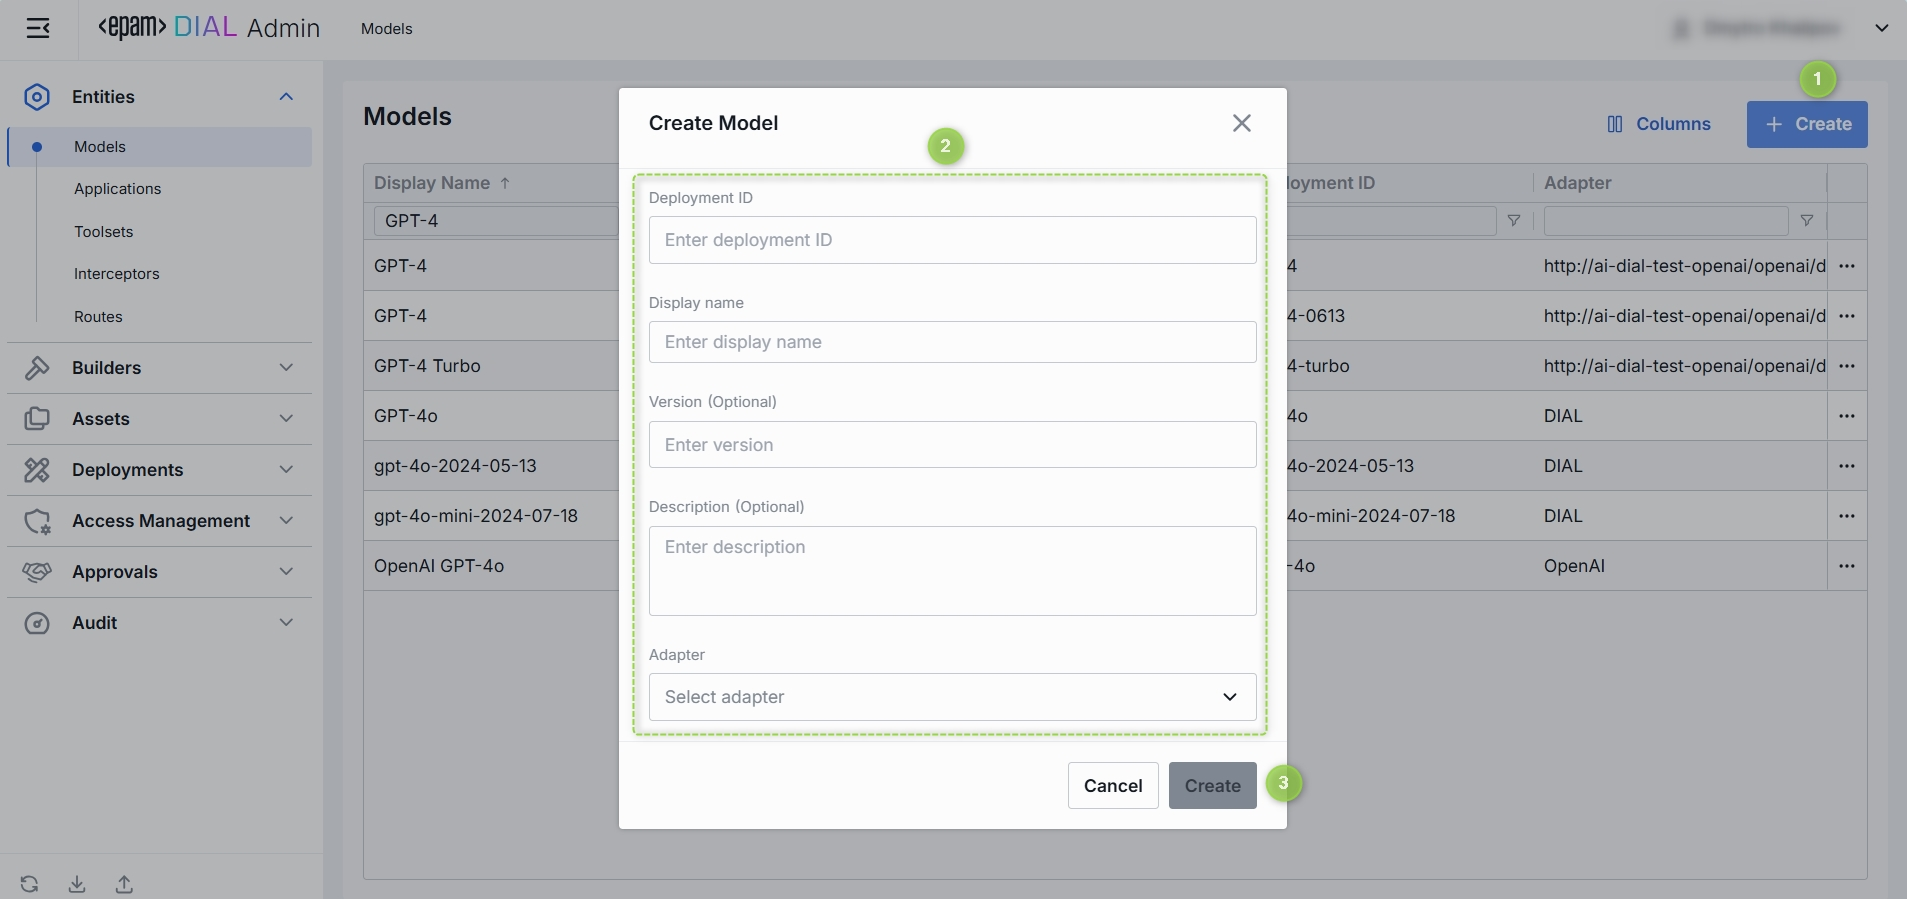 <epam> DIAL Admin
Models
1
Entities
Models
Applications
Toolsets
Interceptors
Routes
Builders
Assets
Deployments
Access Management
Approvals
Audit
Models
Columns
+ Create
Display Name ↑
loyment ID
Adapter
GPT-4
GPT-4
4
http://ai-dial-test-openai/openai/d
GPT-4
4-0613
http://ai-dial-test-openai/openai/d
GPT-4 Turbo
4-turbo
http://ai-dial-test-openai/openai/d
GPT-4o
4o
DIAL
gpt-4o-2024-05-13
4o-2024-05-13
DIAL
gpt-4o-mini-2024-07-18
4o-mini-2024-07-18
DIAL
OpenAI GPT-4o
-4o
OpenAI
Create Model
2
Deployment ID
Enter deployment ID
Display name
Enter display name
Version (Optional)
Enter version
Description (Optional)
Enter description
Adapter
Select adapter
Cancel
Create
3